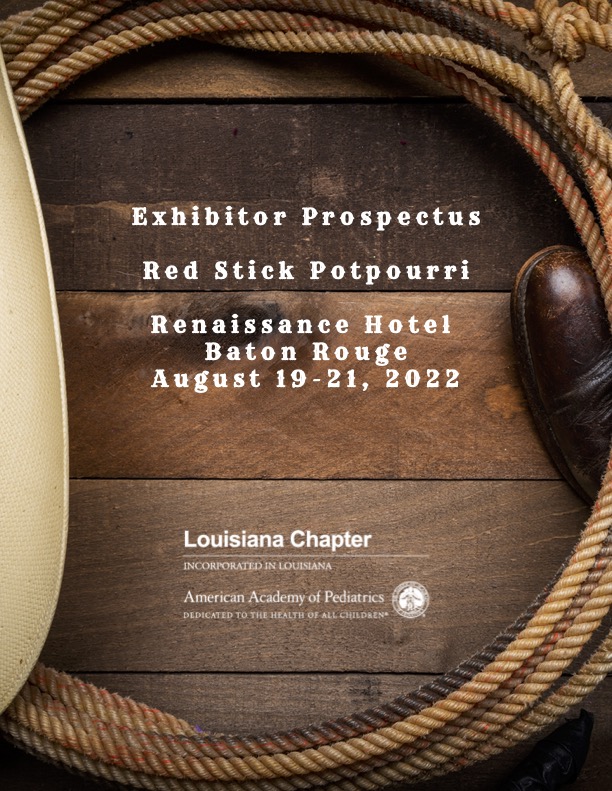 Exhibitor Prospectus
Red Stick Potpourri
Renaissance Hotel
Baton Rouge
August 19-21, 2022
Louisiana Chapter
INCORPORATED IN LOUISIANA
American Academy of Pediatrics
DEDICATED TO THE HEALTH OF ALL CHILDREN®